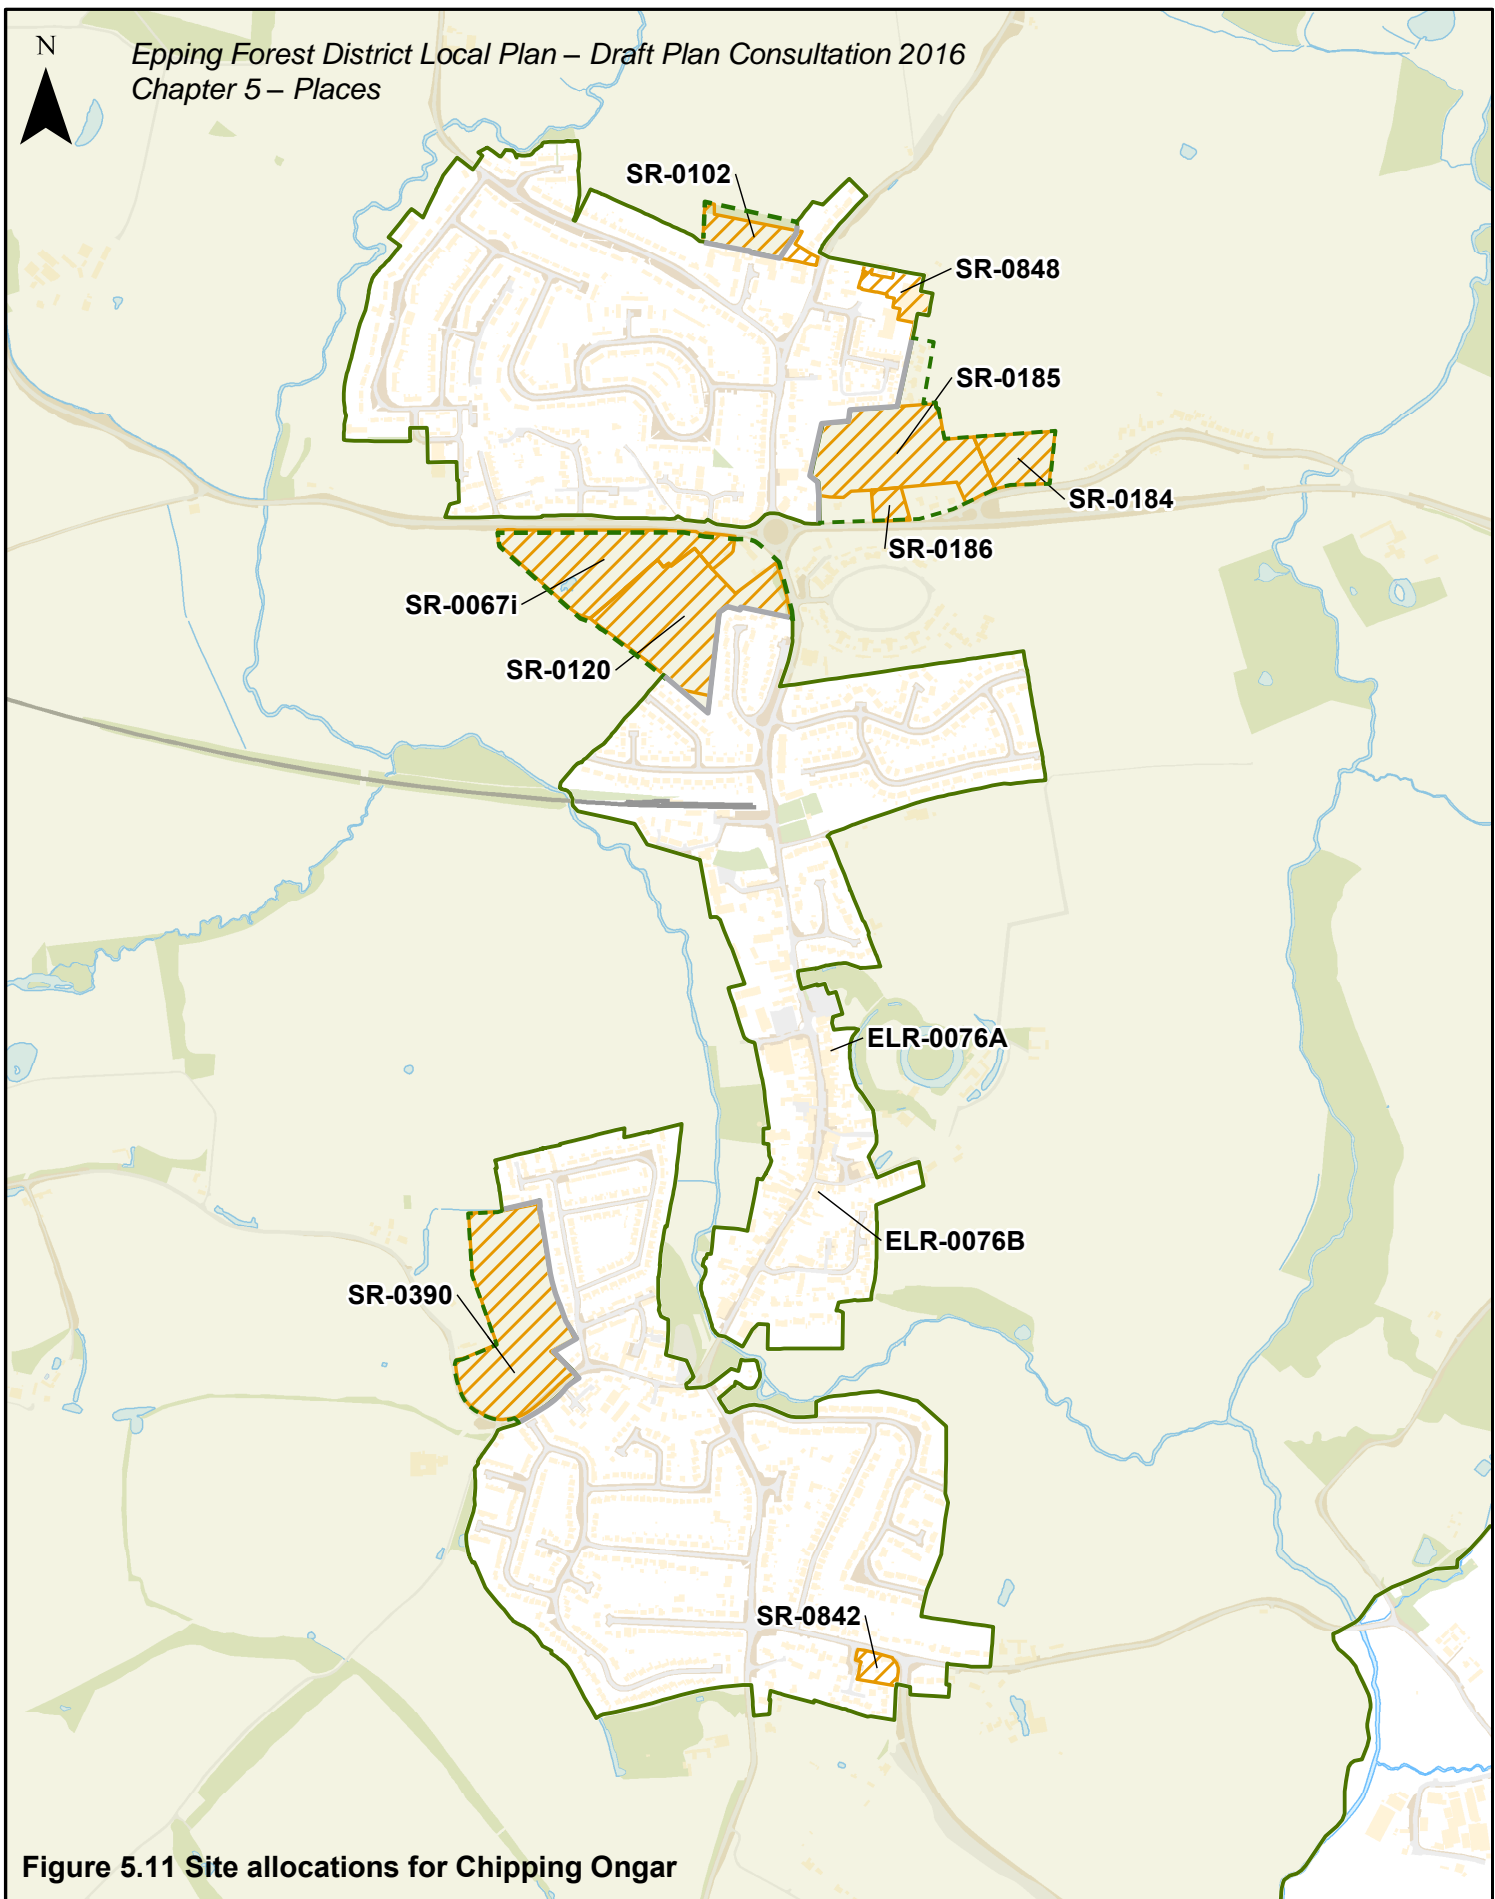 N
Epping Forest District Local Plan – Draft Plan Consultation 2016
Chapter 5 – Places
SR-0102
SR-0848
SR-0185
SR-0184
SR-0186
SR-0067i
SR-0120
ELR-0076A
ELR-0076B
SR-0390
SR-0842
Figure 5.11 Site allocations for Chipping Ongar